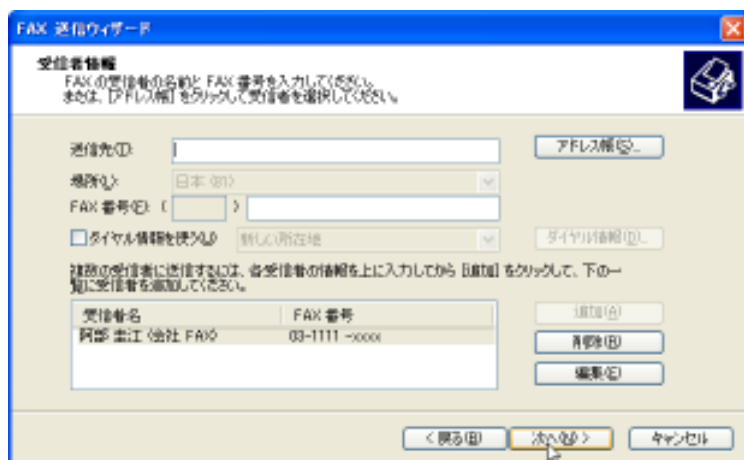 FAX 送信ウィザード
受信者情報
FAX の受信者の名前と FAX 番号を入力してください。
または、[アドレス帳] をクリックして受信者を選択してください。
送信先(T): アドレス帳(S)...
場所(L): 日本 (81)
FAX 番号(E): ( )
ダイヤル情報を使う(U) 新しい所在地 ダイヤル情報(D)...
複数の受信者に送信するには、各受信者の情報を上に入力してから [追加] をクリックして、下の一
覧に受信者を追加してください。
受信者名 FAX 番号 追加(A)
阿部 圭江 (会社 FAX) 03-1111 -xxxx 削除(R)
編集(E)
< 戻る(B) 次へ(N) > キャンセル